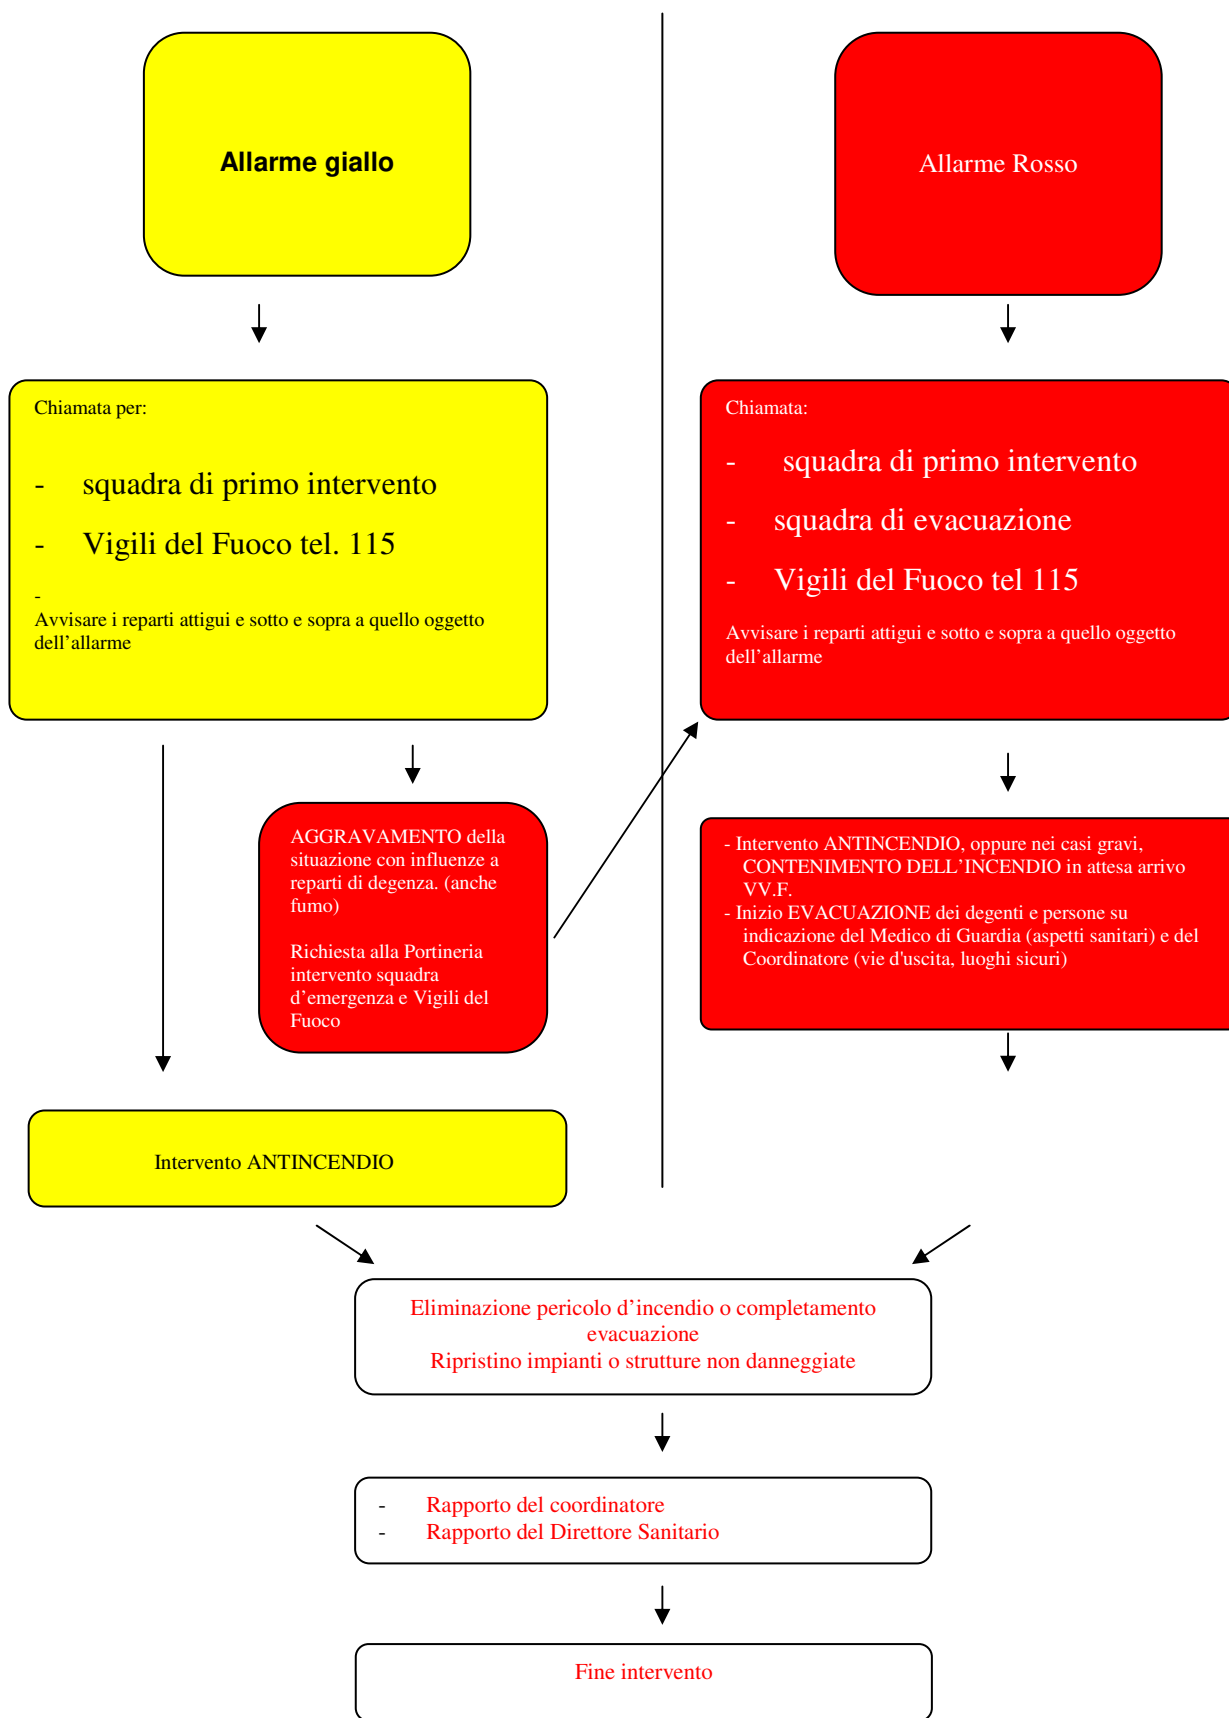 Allarme giallo
Allarme Rosso
Chiamata per:
- squadra di primo intervento
- Vigili del Fuoco tel. 115
-
Avvisare i reparti attigui e sotto e sopra a quello oggetto
dell’allarme
Chiamata:
- squadra di primo intervento
- squadra di evacuazione
- Vigili del Fuoco tel 115
Avvisare i reparti attigui e sotto e sopra a quello oggetto
dell’allarme
AGGRAVAMENTO della
situazione con influenze a
reparti di degenza. (anche
fumo)
Richiesta alla Portineria
intervento squadra
d’emergenza e Vigili del
Fuoco
- Intervento ANTINCENDIO, oppure nei casi gravi,
CONTENIMENTO DELL’INCENDIO in attesa arrivo
VV.F.
- Inizio EVACUAZIONE dei degenti e persone su
indicazione del Medico di Guardia (aspetti sanitari) e del
Coordinatore (vie d'uscita, luoghi sicuri)
Intervento ANTINCENDIO
Eliminazione pericolo d’incendio o completamento
evacuazione
Ripristino impianti o strutture non danneggiate
- Rapporto del coordinatore
- Rapporto del Direttore Sanitario
Fine intervento